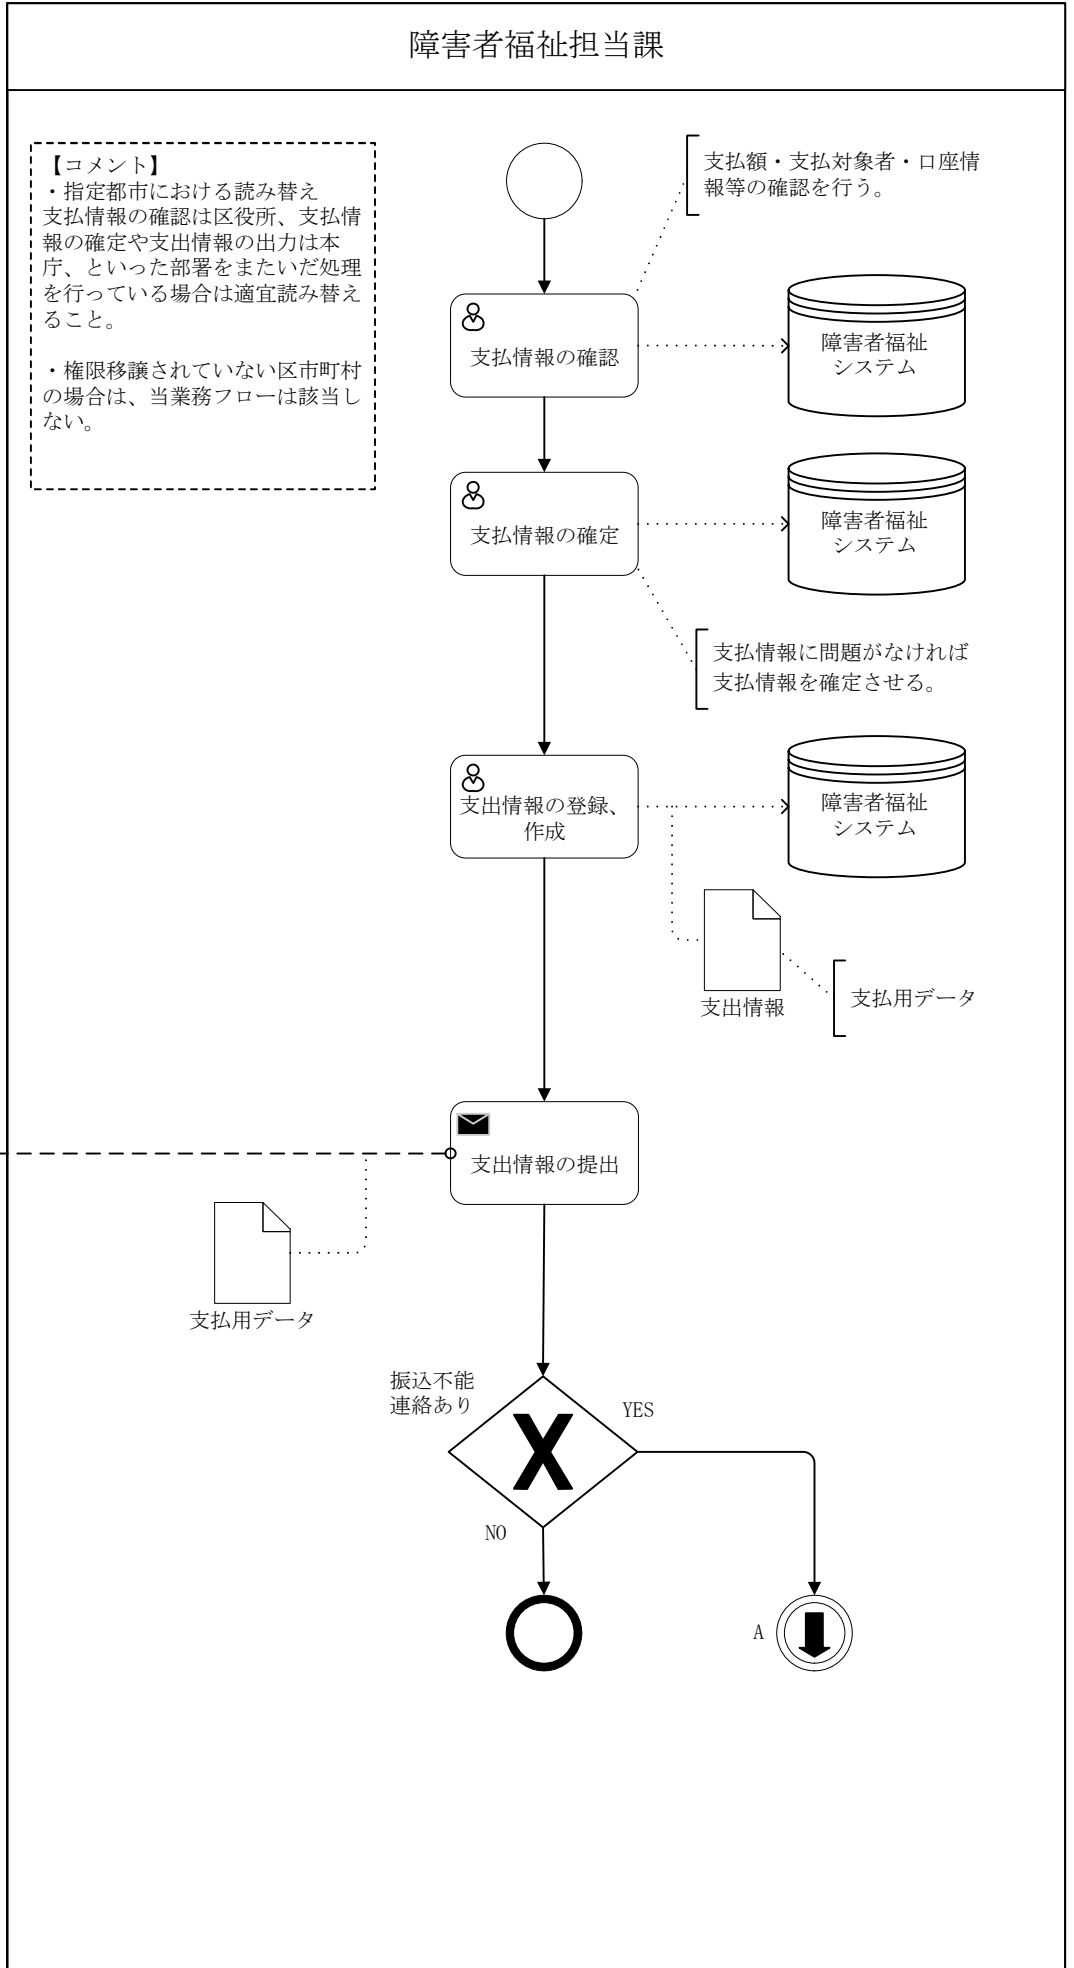 障害者福祉担当課
【コメント】
・指定都市における読み替え
支払情報の確認は区役所、支払情
報の確定や支出情報の出力は本
庁、といった部署をまたいだ処理
を行っている場合は適宜読み替え
ること。
・権限移譲されていない区市町村
の場合は、当業務フローは該当し
ない。
支払額・支払対象者・口座情
報等の確認を行う。
支払情報の確認
障害者福祉
システム
支払情報の確定
障害者福祉
システム
支払情報に問題がなければ
支払情報を確定させる。
支出情報の登録、
作成
障害者福祉
システム
支出情報
支払用データ
支出情報の提出
支払用データ
振込不能
連絡あり
YES
NO
A